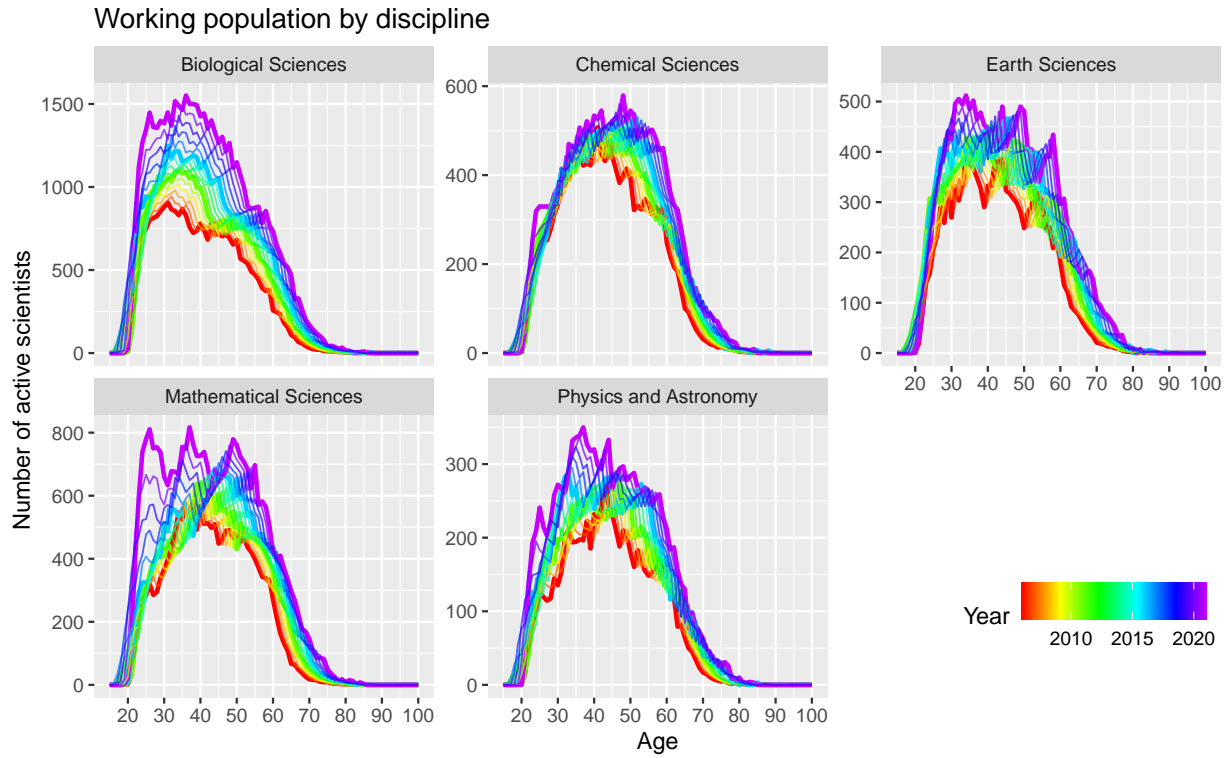 Working population by discipline
Biological Sciences
Chemical Sciences
Earth Sciences
1500
1000
500
0
600
400
200
0
500
400
300
200
100
0
20 30 40 50 60 70 80 90 100
Mathematical Sciences
Physics and Astronomy
800
600
400
200
0
300
200
100
0
20 30 40 50 60 70 80 90 100
20 30 40 50 60 70 80 90 100
Number of active scientists
Age
Year
2010 2015 2020